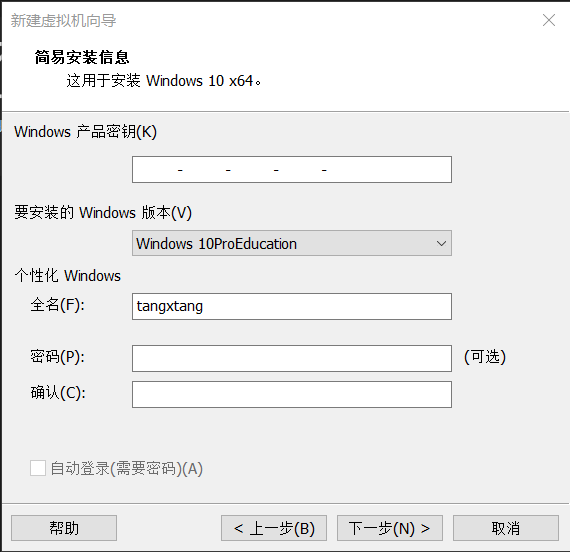 新建虚拟机向导
简易安装信息
这用于安装 Windows 10 x64。
Windows 产品密钥(K)
- - - -
要安装的 Windows 版本(V)
Windows 10ProEducation
个性化 Windows
全名(F):
tangxtang
密码(P):
(可选)
确认(C):
自动登录(需要密码)(A)
帮助
< 上一步(B)
下一步(N) >
取消